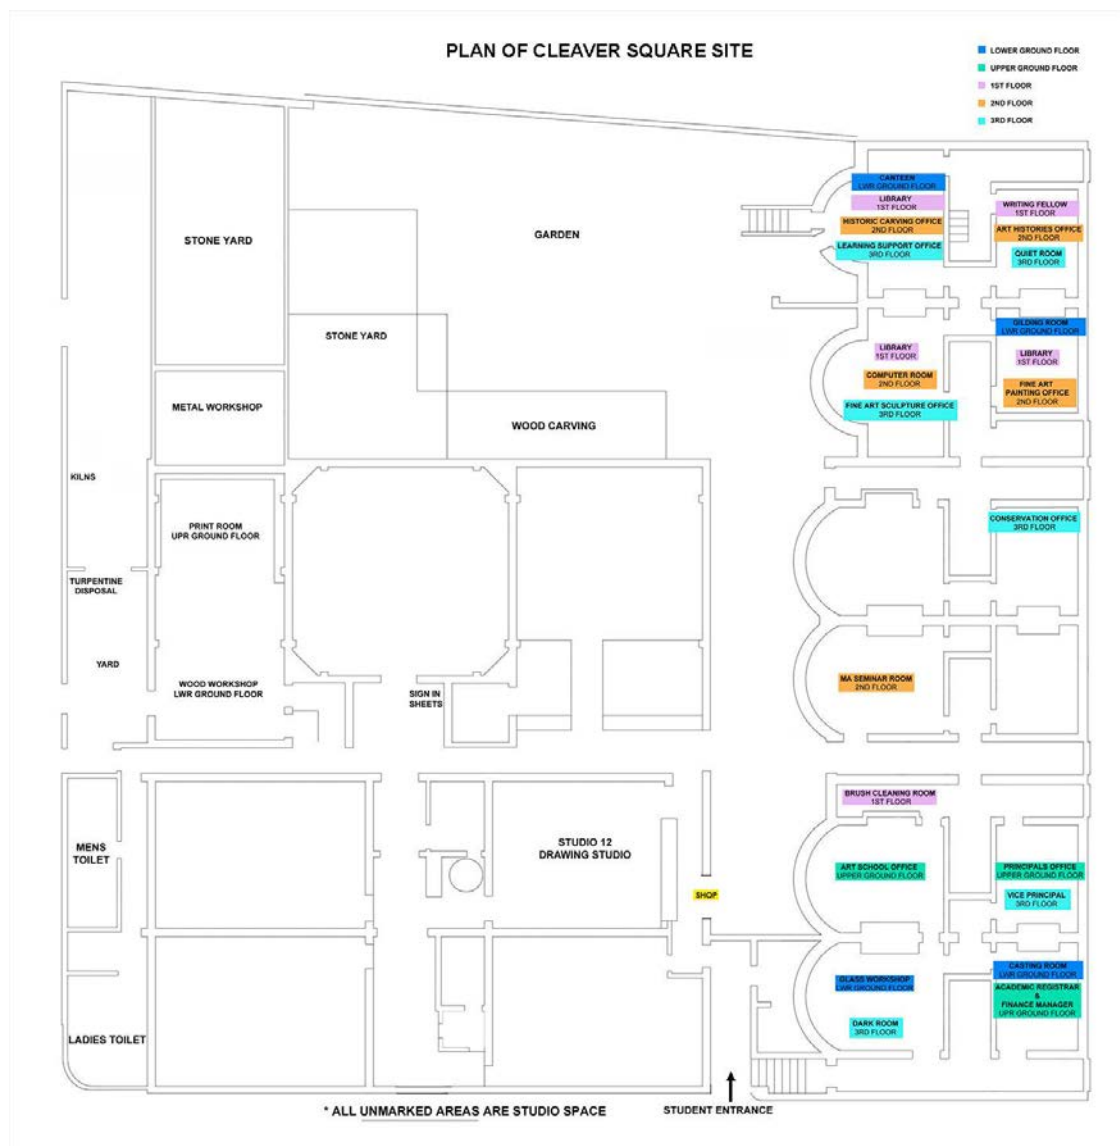 PLAN OF CLEAVER SQUARE SITE
LOWER GROUND FLOOR
UPPER GROUND FLOOR
1ST FLOOR
2ND FLOOR
3RD FLOOR
CANTEEN
LWR GROUND FLOOR
LIBRARY
1ST FLOOR
HISTORIC CARVING OFFICE
2ND FLOOR
LEARNING SUPPORT OFFICE
3RD FLOOR
WRITING FELLOW
1ST FLOOR
ART HISTORIES OFFICE
2ND FLOOR
QUIET ROOM
3RD FLOOR
STONE YARD
GARDEN
STONE YARD
GILDING ROOM
LWR GROUND FLOOR
LIBRARY
1ST FLOOR
COMPUTER ROOM
2ND FLOOR
FINE ART SCULPTURE OFFICE
3RD FLOOR
LIBRARY
1ST FLOOR
FINE ART
PAINTING OFFICE
2ND FLOOR
METAL WORKSHOP
WOOD CARVING
KILNS
PRINT ROOM
UPR GROUND FLOOR
CONSERVATION OFFICE
3RD FLOOR
TURPENTINE
DISPOSAL
YARD
WOOD WORKSHOP
LWR GROUND FLOOR
SIGN IN
SHEETS
MA SEMINAR ROOM
2ND FLOOR
BRUSH CLEANING ROOM
1ST FLOOR
MENS
TOILET
STUDIO 12
DRAWING STUDIO
SHOP
ART SCHOOL OFFICE
UPPER GROUND FLOOR
PRINCIPALS OFFICE
UPPER GROUND FLOOR
VICE PRINCIPAL
3RD FLOOR
GLASS WORKSHOP
LWR GROUND FLOOR
CASTING ROOM
LWR GROUND FLOOR
ACADEMIC REGISTRAR
&
FINANCE MANAGER
UPR GROUND FLOOR
DARK ROOM
3RD FLOOR
LADIES TOILET
* ALL UNMARKED AREAS ARE STUDIO SPACE
STUDENT ENTRANCE